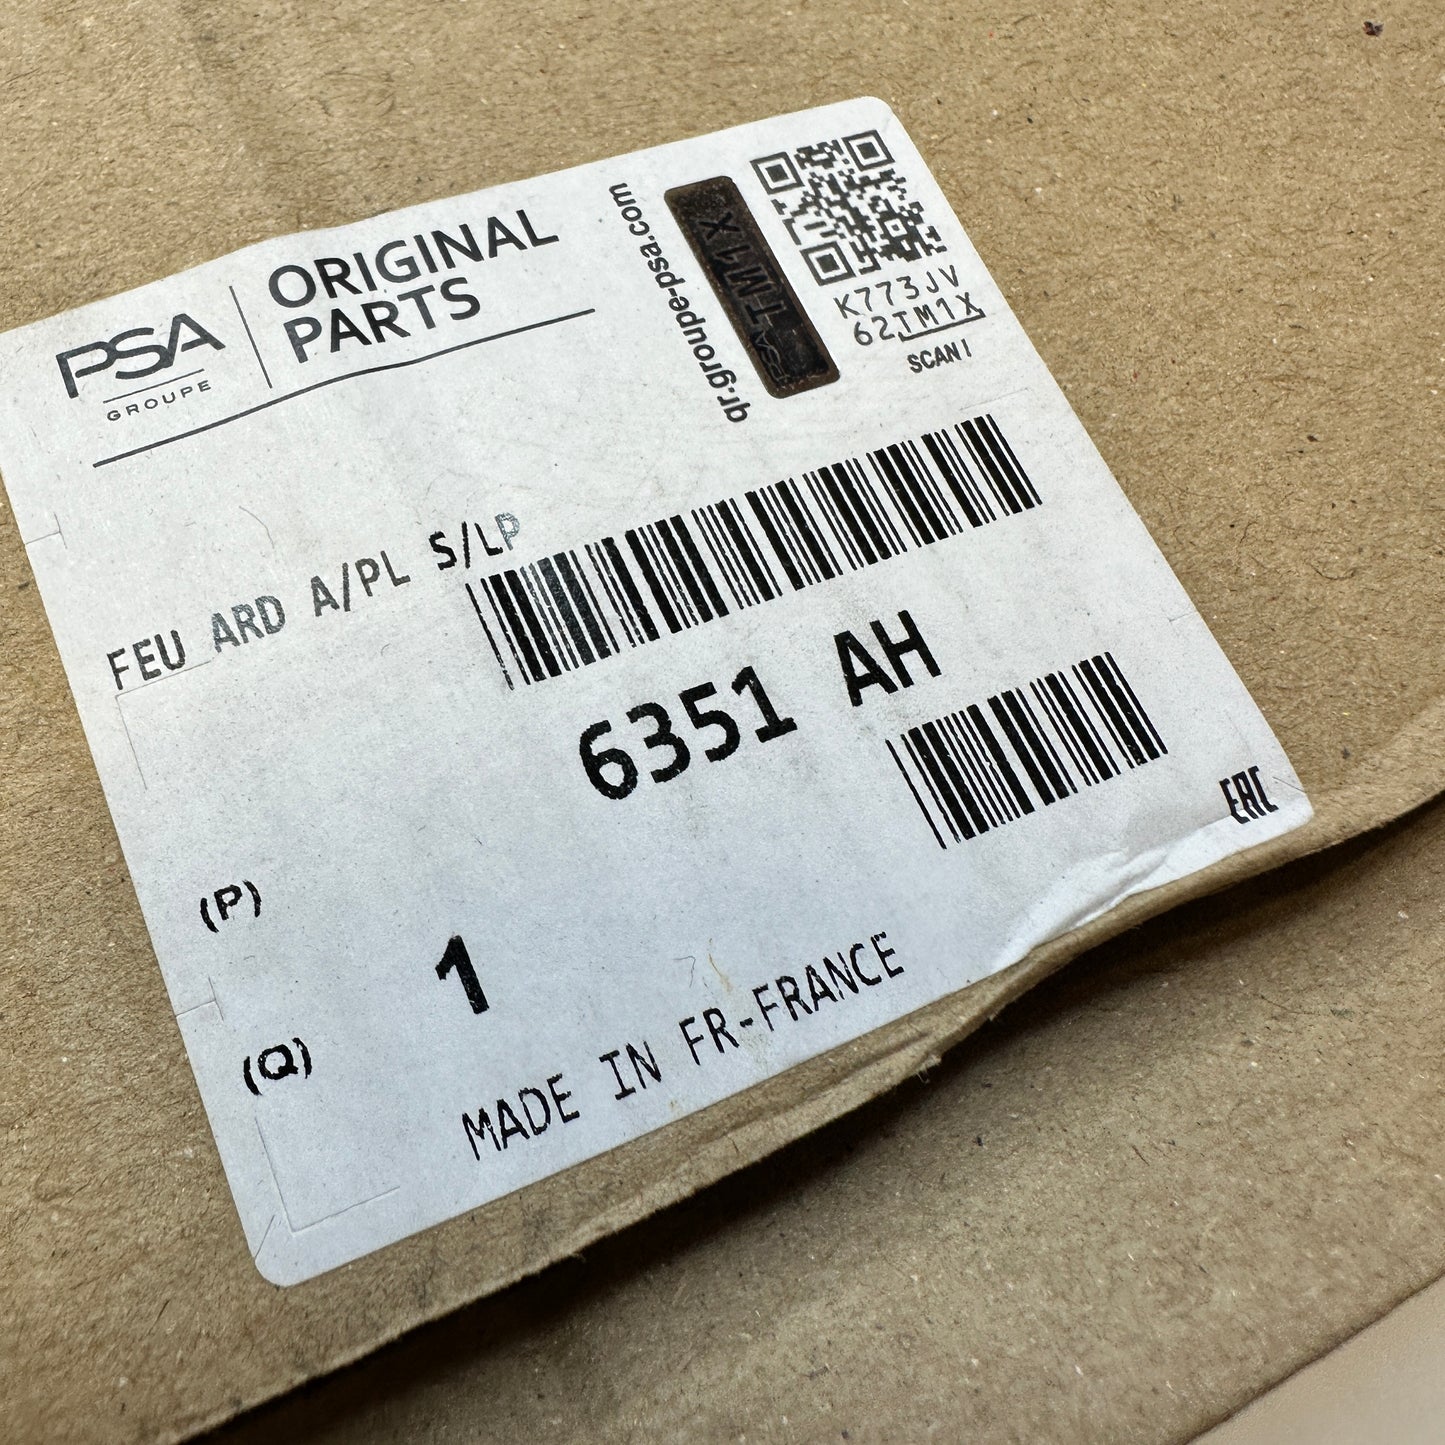 PSA
GROUPE
ORIGINAL
PARTS
qr.groupe-psa.com
TM1X
K773JV
62TM1X
SCAN!
FEU ARD A/PL S/LP
6351 AH
(P)
1
(Q)
MADE IN FR-FRANCE
EAC